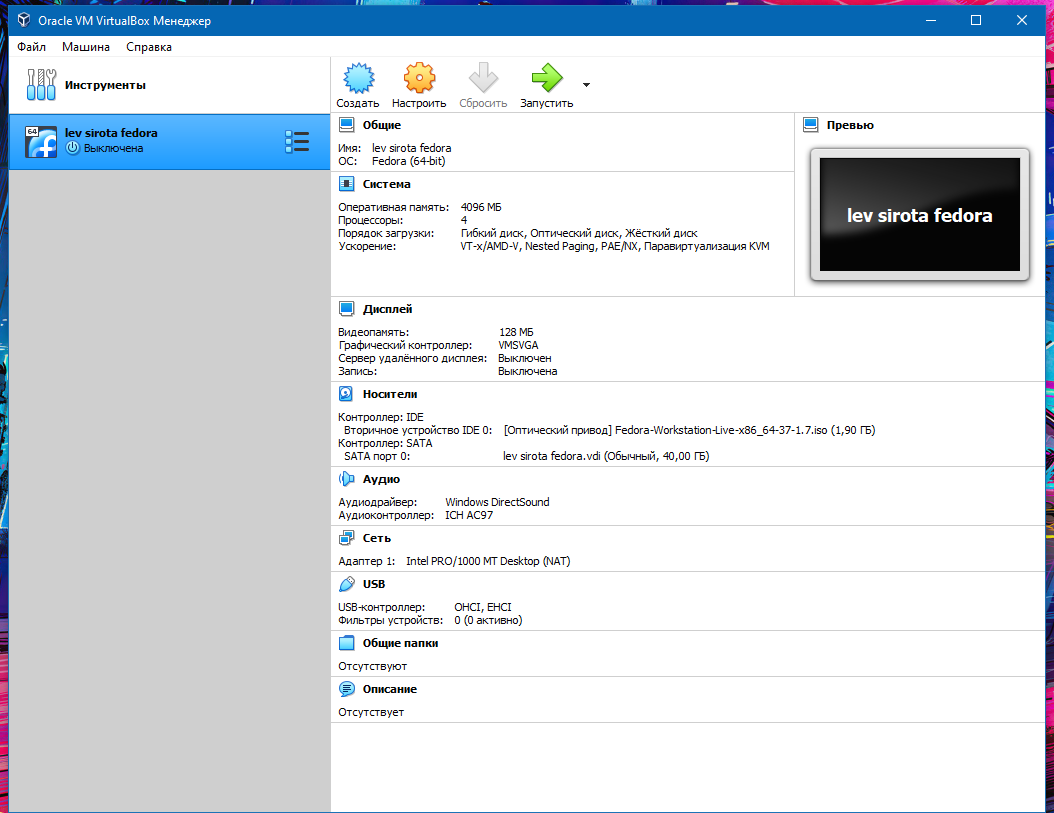 Oracle VM VirtualBox Менеджер
Файл Машина Справка
Инструменты
Создать Настроить Сбросить Запустить
64
lev sirota fedora
Выключена
Общие
Имя: lev sirota fedora
ОС: Fedora (64-bit)
Превью
lev sirota fedora
Система
Оперативная память: 4096 МБ
Процессоры: 4
Порядок загрузки: Гибкий диск, Оптический диск, Жёсткий диск
Ускорение: VT-x/AMD-V, Nested Paging, PAE/NX, Паравиртуализация KVM
Дисплей
Видеопамять: 128 МБ
Графический контроллер: VMSVGA
Сервер удалённого дисплея: Выключен
Запись: Выключена
Носители
Контроллер: IDE
Вторичное устройство IDE 0: [Оптический привод] Fedora-Workstation-Live-x86_64-37-1.7.iso (1,90 ГБ)
Контроллер: SATA
SATA порт 0: lev sirota fedora.vdi (Обычный, 40,00 ГБ)
Аудио
Аудиодрайвер: Windows DirectSound
Аудиоконтроллер: ICH AC97
Сеть
Адаптер 1: Intel PRO/1000 MT Desktop (NAT)
USB
USB-контроллер: OHCI, EHCI
Фильтры устройств: 0 (0 активно)
Общие папки
Отсутствуют
Описание
Отсутствует